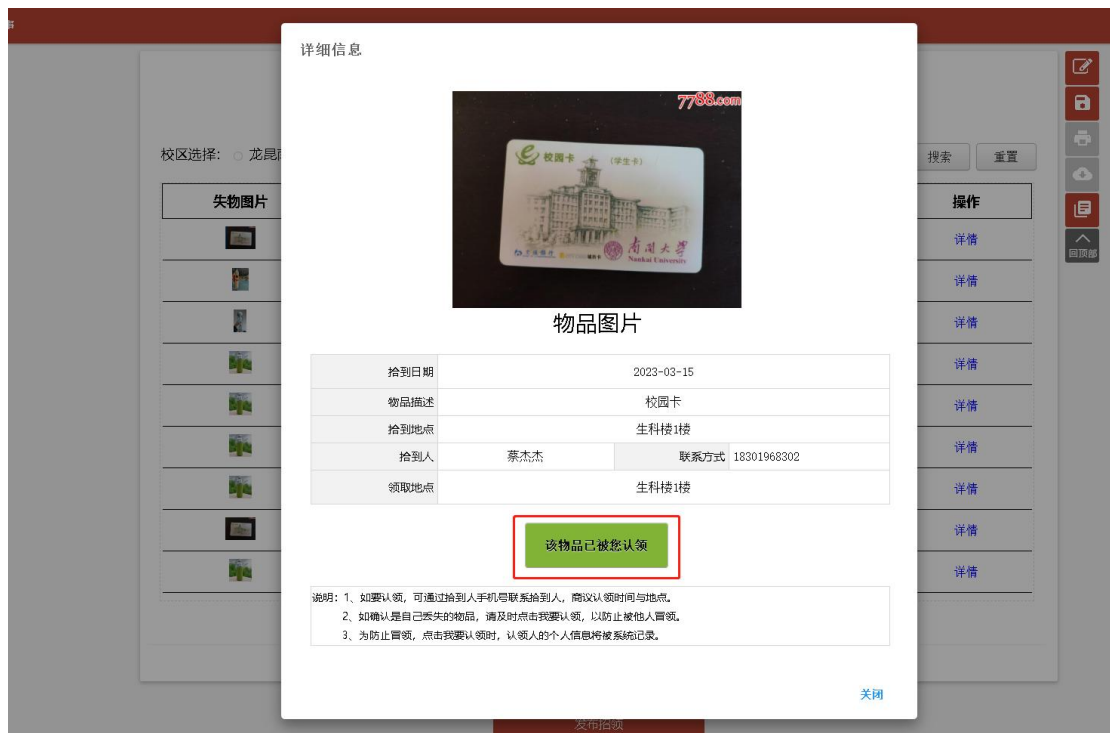 详细信息
7788.com
校园卡 (学生卡)
南开大学
Nankai University
物品图片
校区选择： 龙昆
搜索 重置
失物图片 操作
详情
详情
详情
详情
详情
详情
详情
详情
详情
回顶部
拾到日期 2023-03-15
物品描述 校园卡
拾到地点 生科楼1楼
拾到人 蔡杰杰 联系方式 18301968302
领取地点 生科楼1楼
该物品已被您认领
说明：1、如要认领，可通过拾到人手机号联系拾到人，商议认领时间与地点。
2、如确认是自己丢失的物品，请及时点击我要认领，以防止被他人冒领。
3、为防止冒领，点击我要认领时，认领人的个人信息将被系统记录。
关闭
发布招领